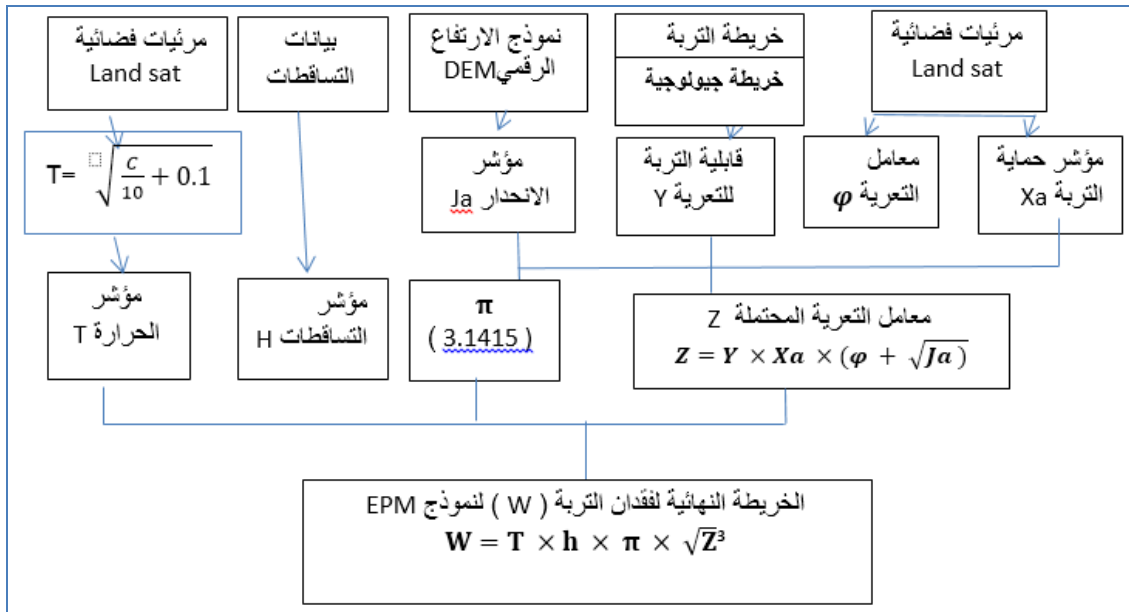 مرئيات فضائية
Land sat
بيانات
التساقطات
نموذج الارتفاع
الرقميDEM
خريطة التربة
خريطة جيولوجية
مرئيات فضائية
Land sat
T= √(C/10 + 0.1)
مؤشر
الانحدار Ja
قابلية التربة
للتعرية Y
معامل
التعرية φ
مؤشر حماية
التربة Xa
مؤشر
الحرارة T
مؤشر
التساقطات H
π
( 3.1415 )
معامل التعرية المحتملة Z
Z = Y × Xa × (φ + √Ja )
الخريطة النهائية لفقدان التربة ( W ) لنموذج EPM
W = T × h × π × √Z³